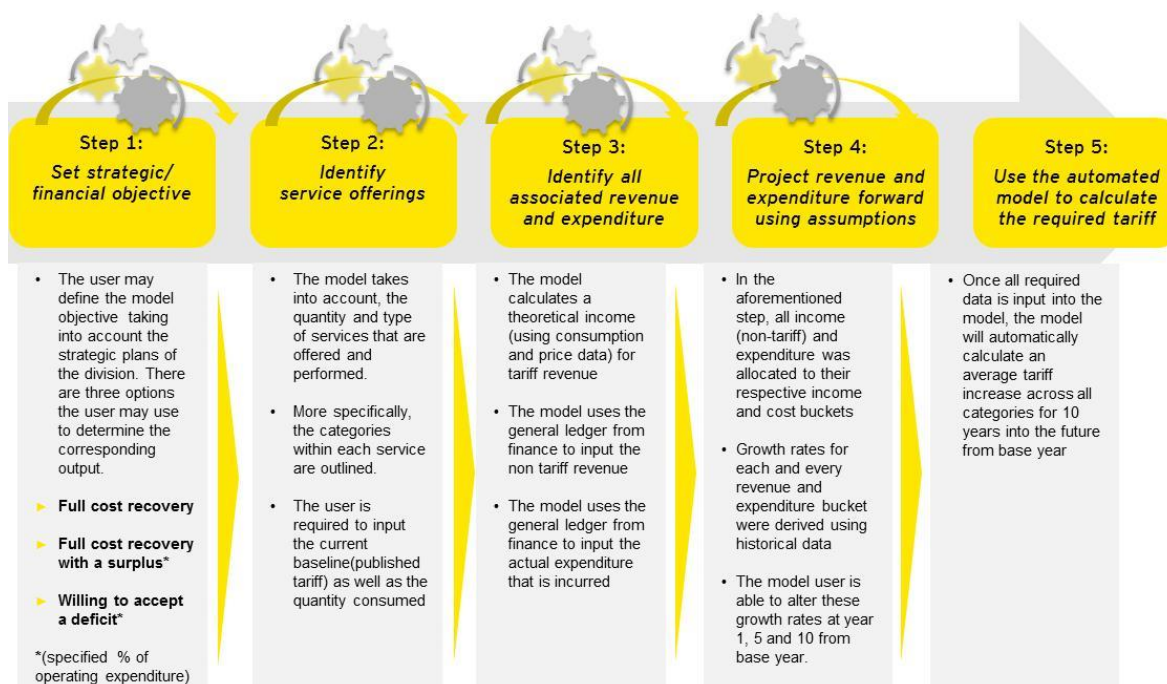 Step 1:
Set strategic/
financial objective
Step 2:
Identify
service offerings
Step 3:
Identify all
associated revenue
and expenditure
Step 4:
Project revenue and
expenditure forward
using assumptions
Step 5:
Use the automated
model to calculate
the required tariff
• The user may
define the model
objective taking
into account the
strategic plans of
the division. There
are three options
the user may use
to determine the
corresponding
output.
► Full cost recovery
► Full cost recovery
with a surplus*
► Willing to accept
a deficit*
*(specified % of
operating expenditure)
• The model takes
into account, the
quantity and type
of services that are
offered and
performed.
• More specifically,
the categories
within each service
are outlined.
• The user is
required to input
the current
baseline(published
tariff) as well as the
quantity consumed
• The model
calculates a
theoretical income
(using consumption
and price data) for
tariff revenue
• The model uses the
general ledger from
finance to input the
non tariff revenue
• The model uses the
general ledger from
finance to input the
actual expenditure
that is incurred
• In the
aforementioned
step, all income
(non-tariff) and
expenditure was
allocated to their
respective income
and cost buckets
• Growth rates for
each and every
revenue and
expenditure bucket
were derived using
historical data
• The model user is
able to alter these
growth rates at year
1, 5 and 10 from
base year.
• Once all required
data is input into the
model, the model
will automatically
calculate an
average tariff
increase across all
categories for 10
years into the future
from base year